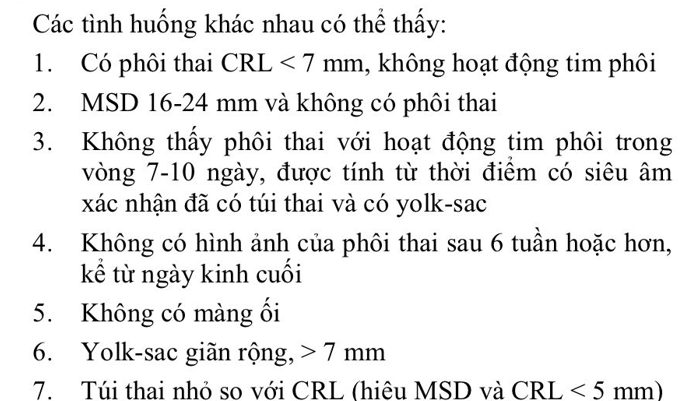 Các tình huống khác nhau có thể thấy:
1. Có phôi thai CRL < 7 mm, không hoạt động tim phôi
2. MSD 16-24 mm và không có phôi thai
3. Không thấy phôi thai với hoạt động tim phôi trong
vòng 7-10 ngày, được tính từ thời điểm có siêu âm
xác nhận đã có túi thai và có yolk-sac
4. Không có hình ảnh của phôi thai sau 6 tuần hoặc hơn,
kể từ ngày kinh cuối
5. Không có màng ối
6. Yolk-sac giãn rộng, > 7 mm
7. Túi thai nhỏ so với CRL (hiệu MSD và CRL < 5 mm)